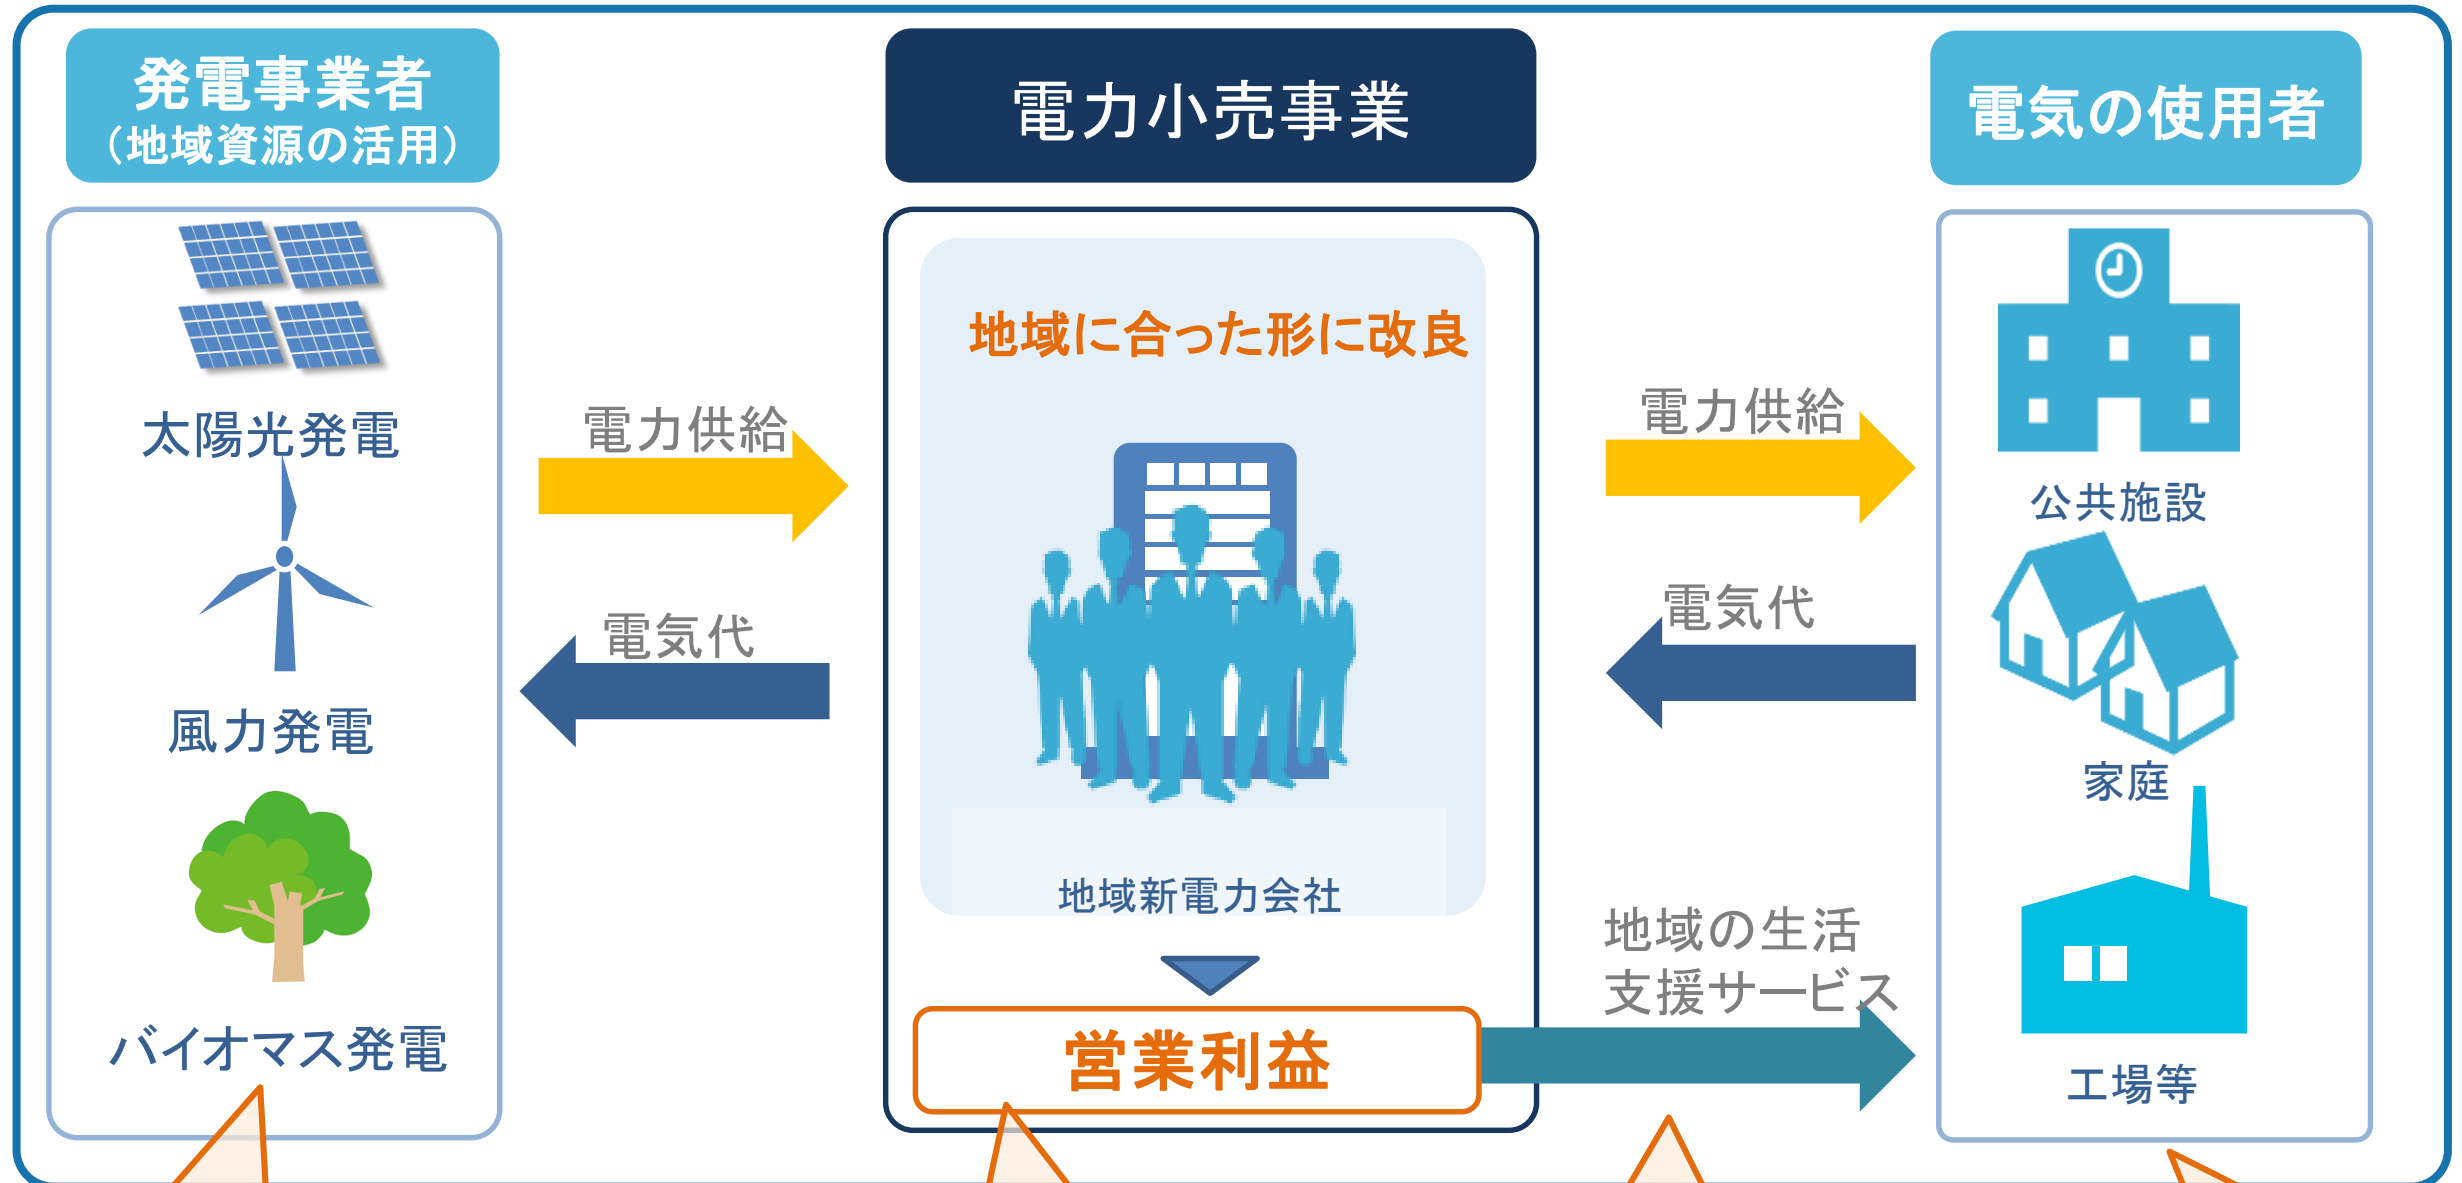 発電事業者
（地域資源の活用）
太陽光発電
風力発電
バイオマス発電
電力供給
電気代
電力小売事業
地域に合った形に改良
地域新電力会社
営業利益
電力供給
電気代
地域の生活
支援サービス
電気の使用者
公共施設
家庭
工場等